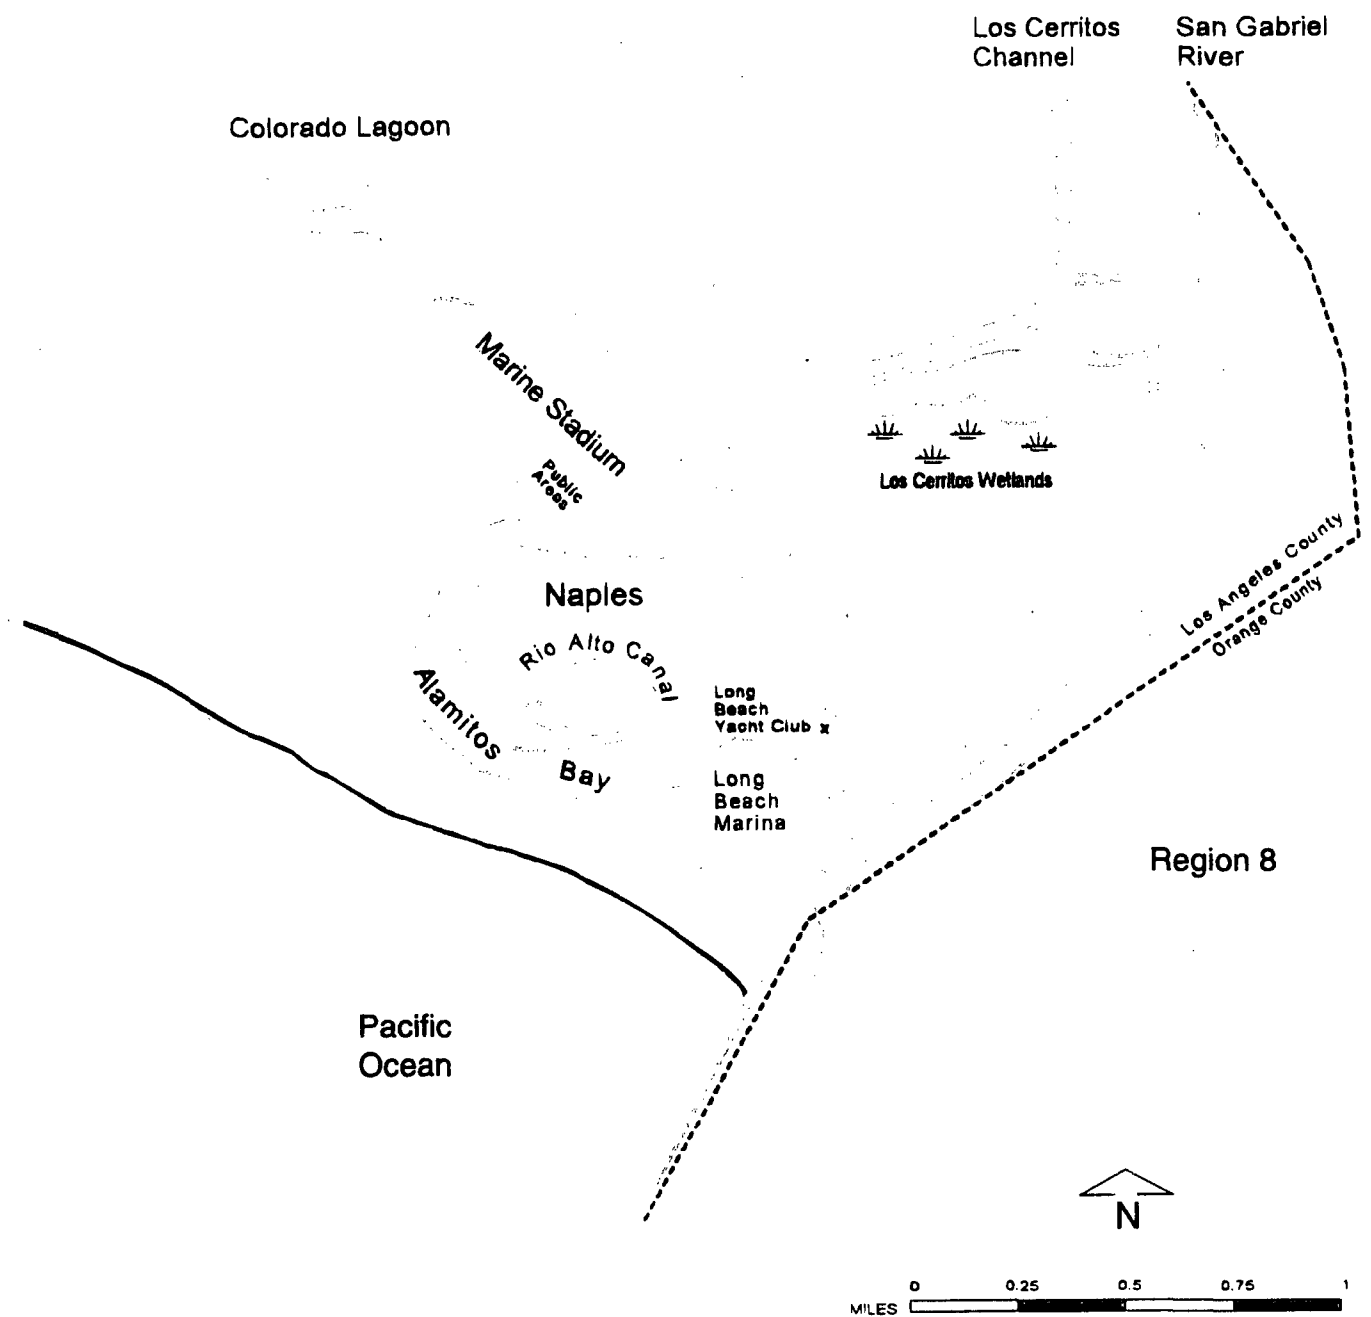 Los Cerritos
Channel
San Gabriel
River
Colorado Lagoon
Marine Stadium
Public
Areas
Los Cerritos Wetlands
Los Angeles County
Orange County
Naples
Rio Alto Canal
Alamitos
Bay
Long
Beach
Yacht Club x
Long
Beach
Marina
Region 8
Pacific
Ocean
N
0 0.25 0.5 0.75 1
MILES